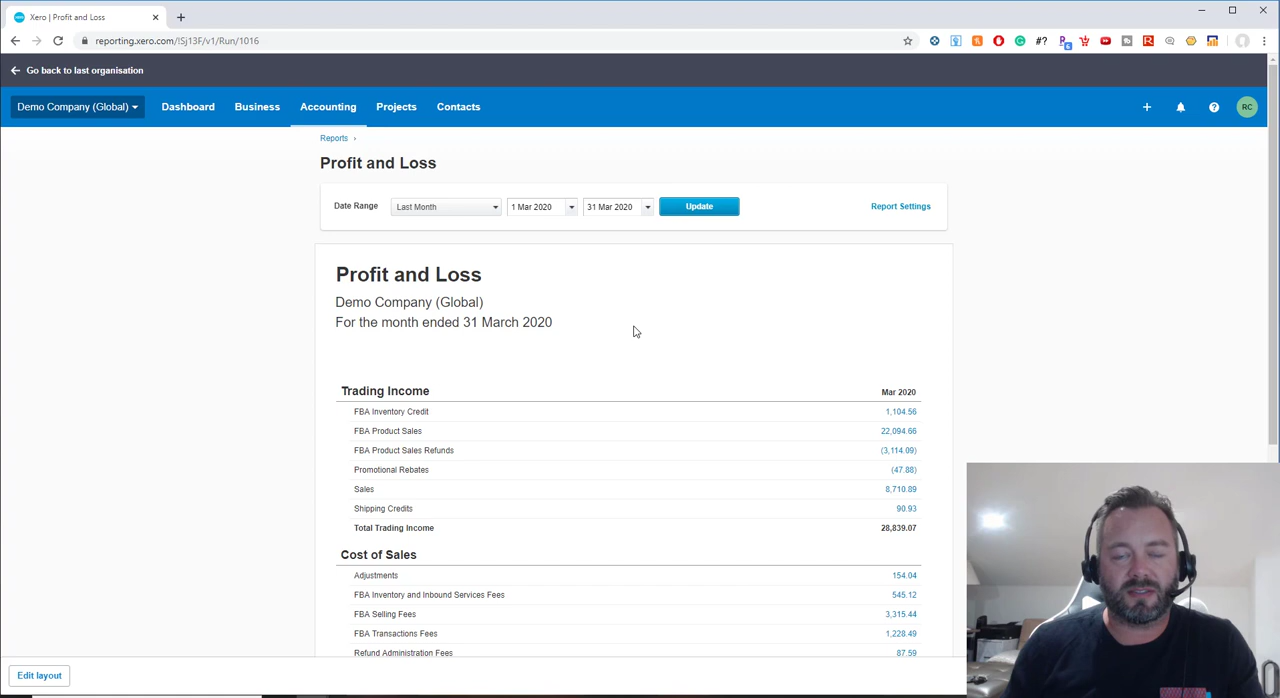 Xero | Profit and Loss
reporting.xero.com/!Sj13F/v1/Run/1016
#?
6
Go back to last organisation
Demo Company (Global) Dashboard Business Accounting Projects Contacts RC
Reports ›
Profit and Loss
Date Range Last Month 1 Mar 2020 31 Mar 2020 Update Report Settings
Profit and Loss
Demo Company (Global)
For the month ended 31 March 2020
Trading Income Mar 2020
FBA Inventory Credit 1,104.56
FBA Product Sales 22,094.66
FBA Product Sales Refunds (3,114.09)
Promotional Rebates (47.88)
Sales 8,710.89
Shipping Credits 90.93
Total Trading Income 28,839.07
Cost of Sales
Adjustments 154.04
FBA Inventory and Inbound Services Fees 545.12
FBA Selling Fees 3,315.44
FBA Transactions Fees 1,228.49
Refund Administration Fees 87.59
Edit layout